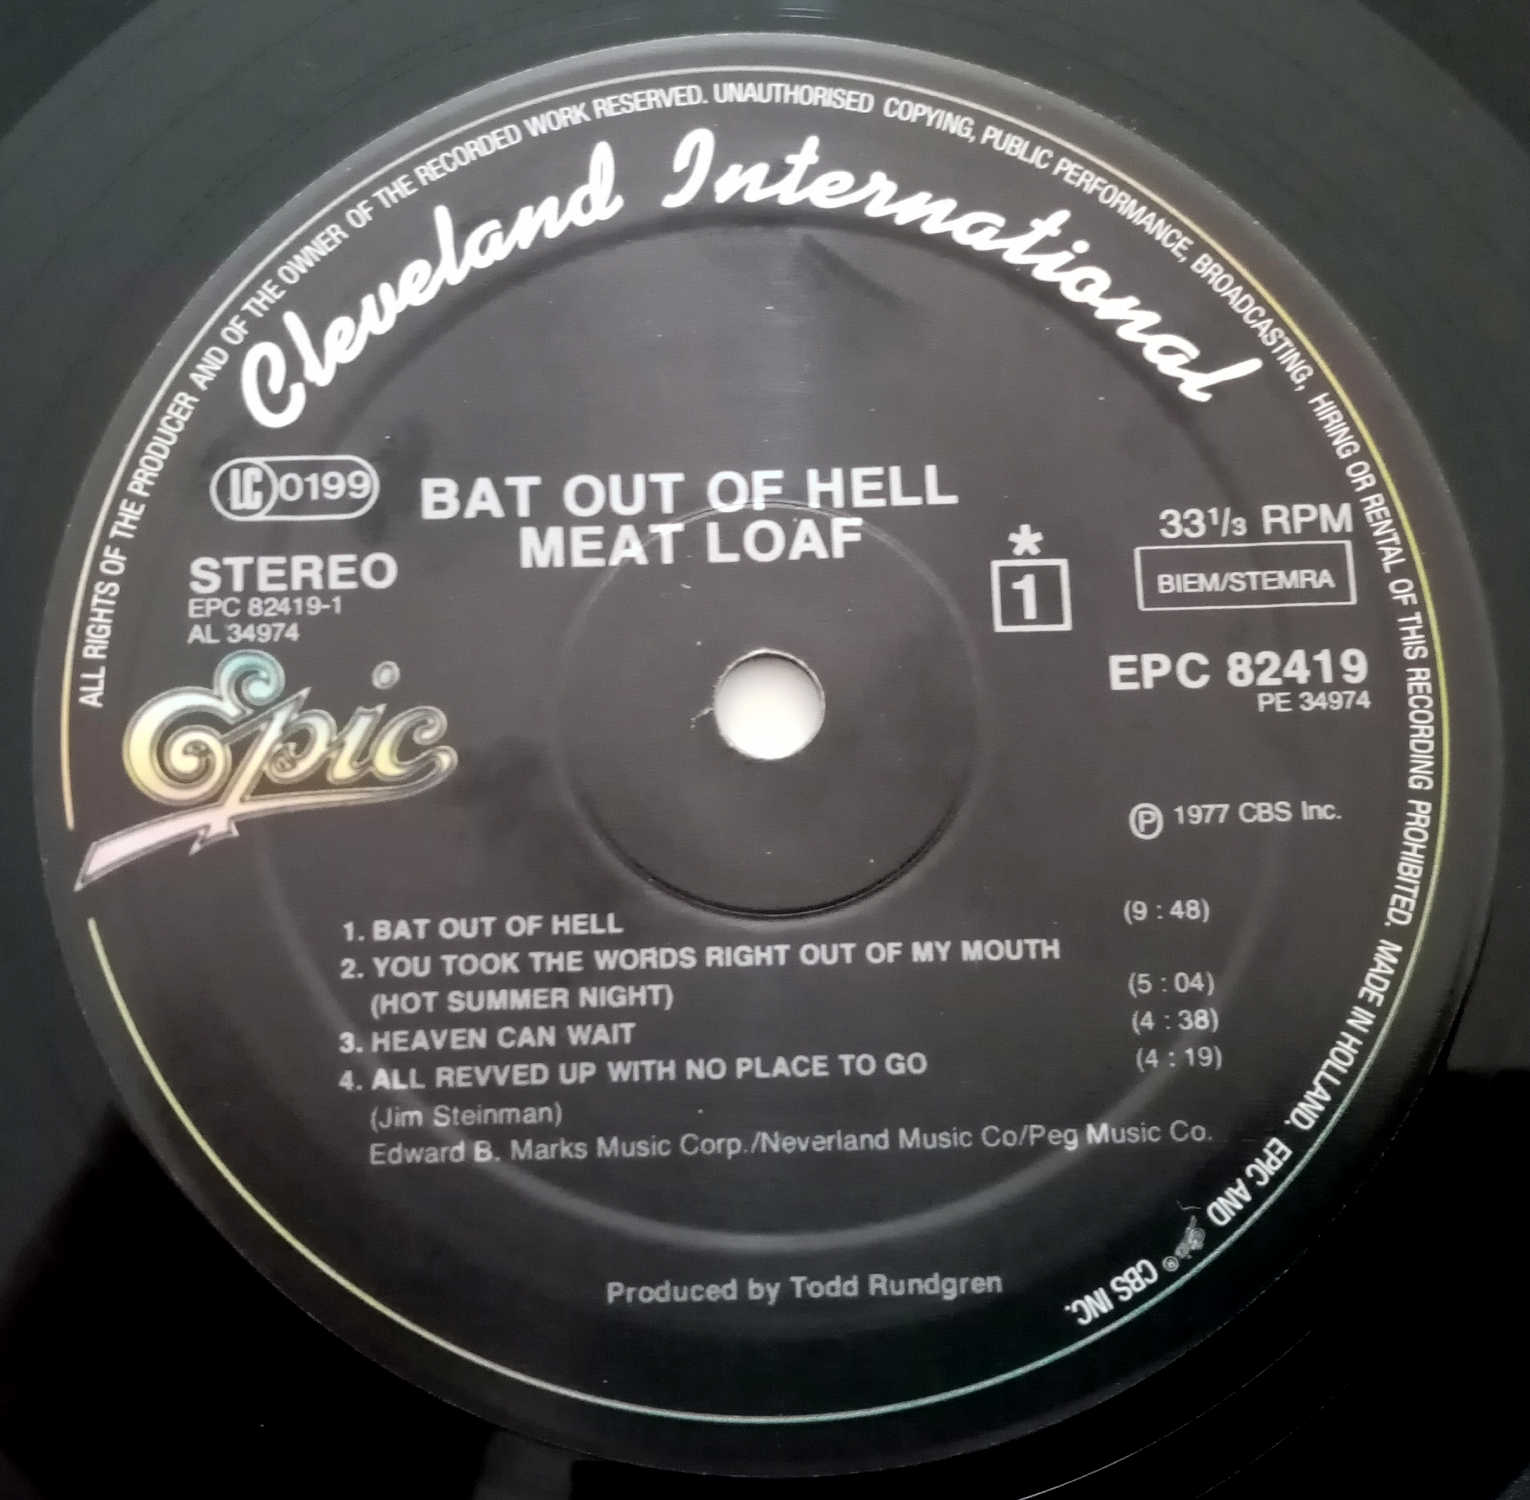 ALL RIGHTS OF THE PRODUCER AND OF THE OWNER OF THE RECORDED WORK RESERVED. UNAUTHORISED COPYING, PUBLIC PERFORMANCE, BROADCASTING, HIRING OR RENTAL OF THIS RECORDING PROHIBITED. MADE IN HOLLAND. EPIC AND Epic ® CBS INC.
Cleveland International
LC 0199
BAT OUT OF HELL
MEAT LOAF
STEREO
EPC 82419-1
AL 34974
Epic
*
1
33 1/3 RPM
BIEM/STEMRA
EPC 82419
PE 34974
Ⓟ 1977 CBS Inc.
1. BAT OUT OF HELL (9 : 48)
2. YOU TOOK THE WORDS RIGHT OUT OF MY MOUTH
(HOT SUMMER NIGHT) (5 : 04)
3. HEAVEN CAN WAIT (4 : 38)
4. ALL REVVED UP WITH NO PLACE TO GO (4 : 19)
(Jim Steinman)
Edward B. Marks Music Corp./Neverland Music Co/Peg Music Co.
Produced by Todd Rundgren